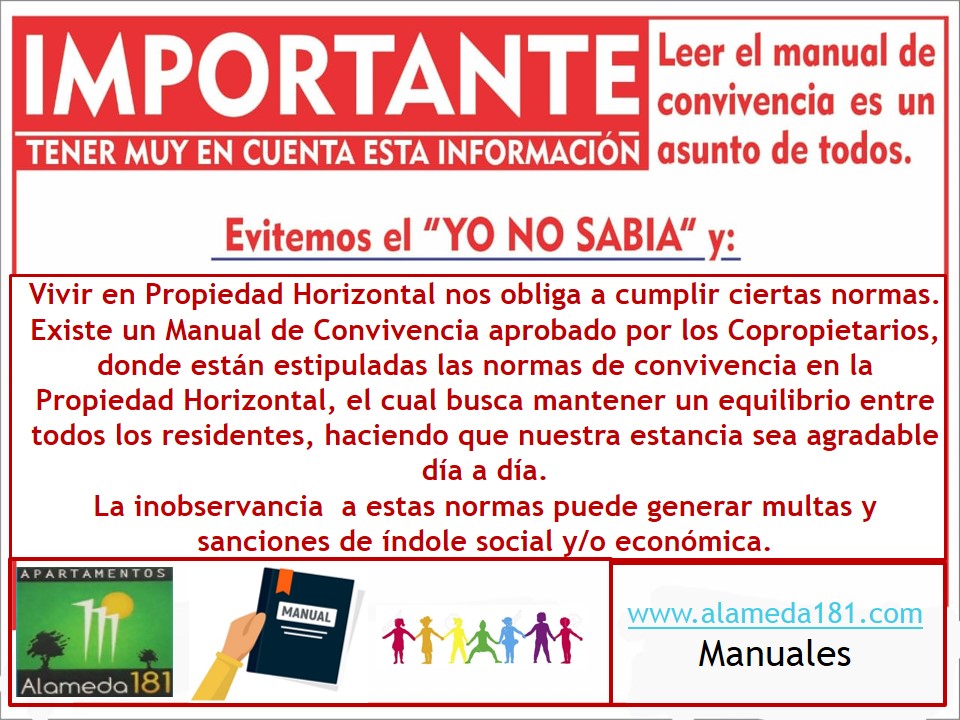 IMPORTANTE
TENER MUY EN CUENTA ESTA INFORMACIÓN
Leer el manual de
convivencia es un
asunto de todos.
Evitemos el "YO NO SABIA" y:
Vivir en Propiedad Horizontal nos obliga a cumplir ciertas normas.
Existe un Manual de Convivencia aprobado por los Copropietarios,
donde están estipuladas las normas de convivencia en la
Propiedad Horizontal, el cual busca mantener un equilibrio entre
todos los residentes, haciendo que nuestra estancia sea agradable
día a día.
La inobservancia  a estas normas puede generar multas y
sanciones de índole social y/o económica.
APARTAMENTOS
Alameda 181
MANUAL
www.alameda181.com
Manuales